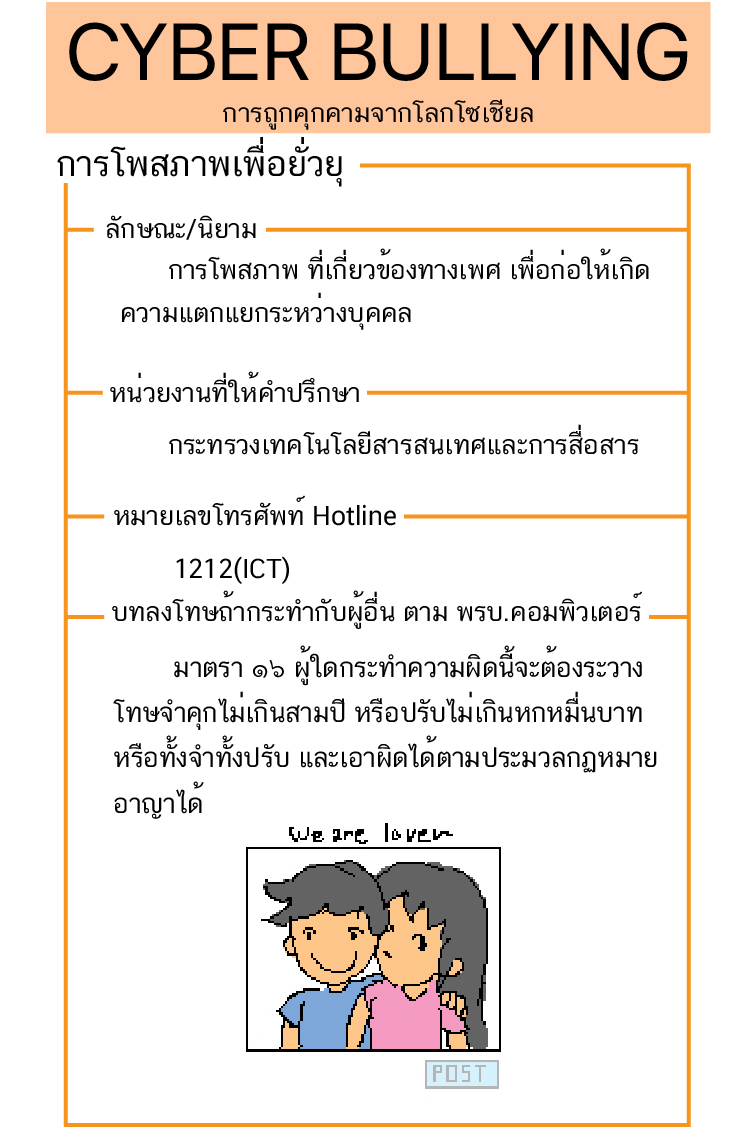 CYBER BULLYING
การถูกคุกคามจากโลกโซเชียล
การโพสภาพเพื่อยั่วยุ
ลักษณะ/นิยาม
การโพสภาพ ที่เกี่ยวข้องทางเพศ เพื่อก่อให้เกิด
ความแตกแยกระหว่างบุคคล
หน่วยงานที่ให้คำปรึกษา
กระทรวงเทคโนโลยีสารสนเทศและการสื่อสาร
หมายเลขโทรศัพท์ Hotline
1212(ICT)
บทลงโทษถ้ากระทำกับผู้อื่น ตาม พรบ.คอมพิวเตอร์
มาตรา ๑๖ ผู้ใดกระทำความผิดนี้จะต้องระวาง
โทษจำคุกไม่เกินสามปี หรือปรับไม่เกินหกหมื่นบาท
หรือทั้งจำทั้งปรับ และเอาผิดได้ตามประมวลกฏหมาย
อาญาได้
We are lover
POST